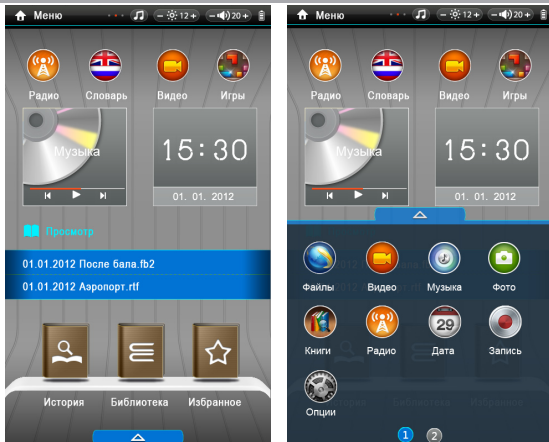 Меню
12
20
Радио Словарь Видео Игры
Музыка
15:30
01. 01. 2012
Просмотр
01.01.2012 После бала.fb2
01.01.2012 Аэропорт.rtf
История Библиотека Избранное
Меню
12
20
Радио Словарь Видео Игры
Музыка
15:30
01. 01. 2012
Файлы Видео Музыка Фото
29
Книги Радио Дата Запись
Опции
1 2